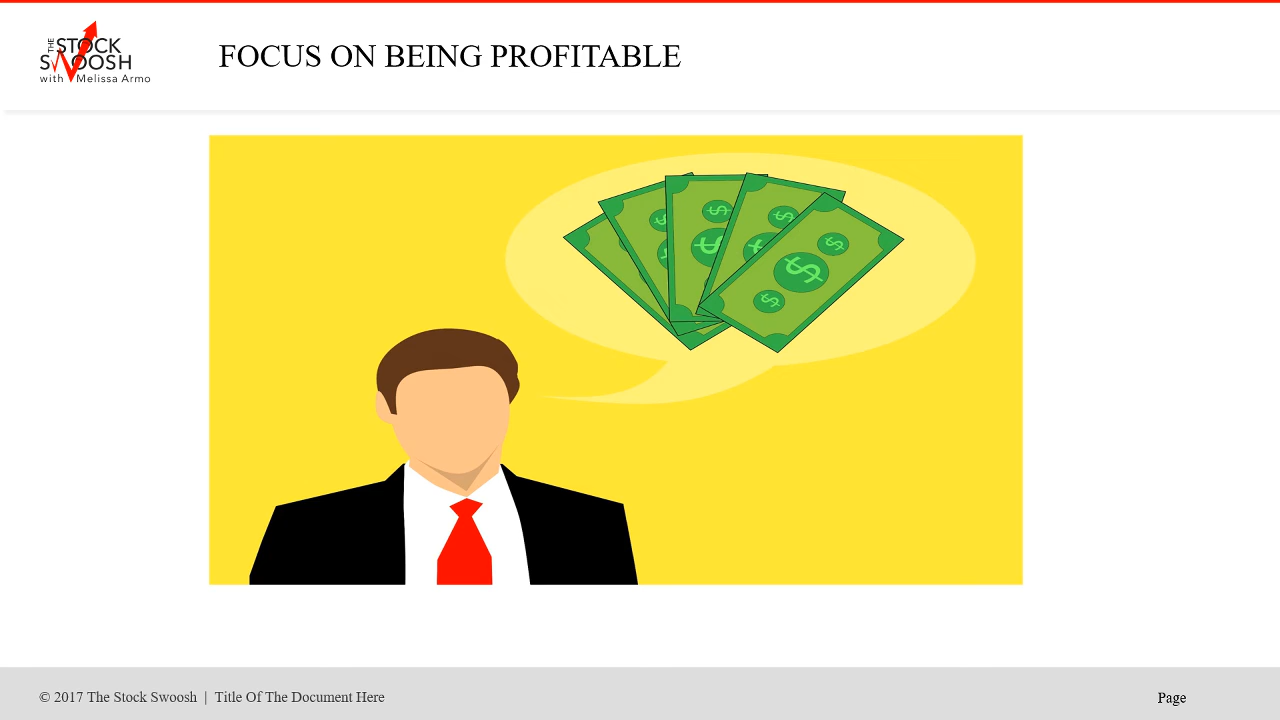 THE
STOCK
SWOOSH
with Melissa Armo
FOCUS ON BEING PROFITABLE
$ $ $ $ $ $ $ $ $
© 2017 The Stock Swoosh | Title Of The Document Here
Page